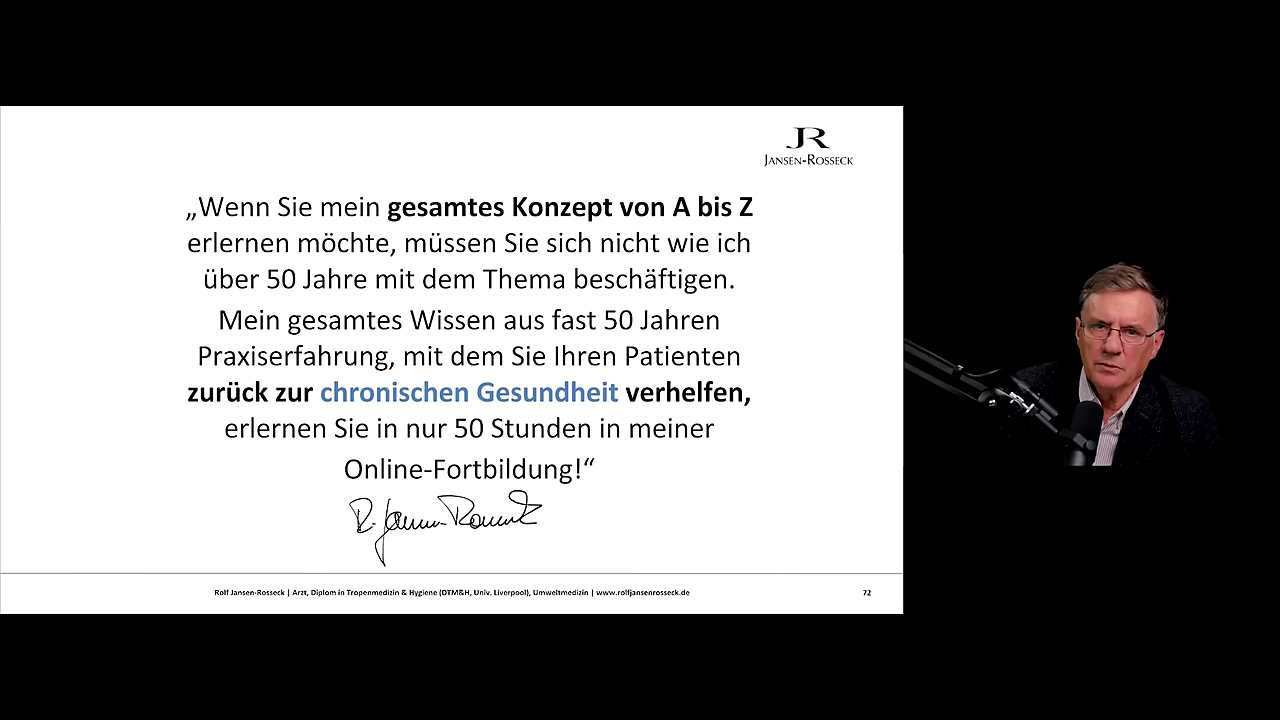 JR
JANSEN-ROSSECK
„Wenn Sie mein gesamtes Konzept von A bis Z
erlernen möchte, müssen Sie sich nicht wie ich
über 50 Jahre mit dem Thema beschäftigen.
Mein gesamtes Wissen aus fast 50 Jahren
Praxiserfahrung, mit dem Sie Ihren Patienten
zurück zur chronischen Gesundheit verhelfen,
erlernen Sie in nur 50 Stunden in meiner
Online-Fortbildung!“
R. Jansen-Rosseck
Rolf Jansen-Rosseck | Arzt, Diplom in Tropenmedizin & Hygiene (DTM&H, Univ. Liverpool), Umweltmedizin | www.rolfjansenrosseck.de
72